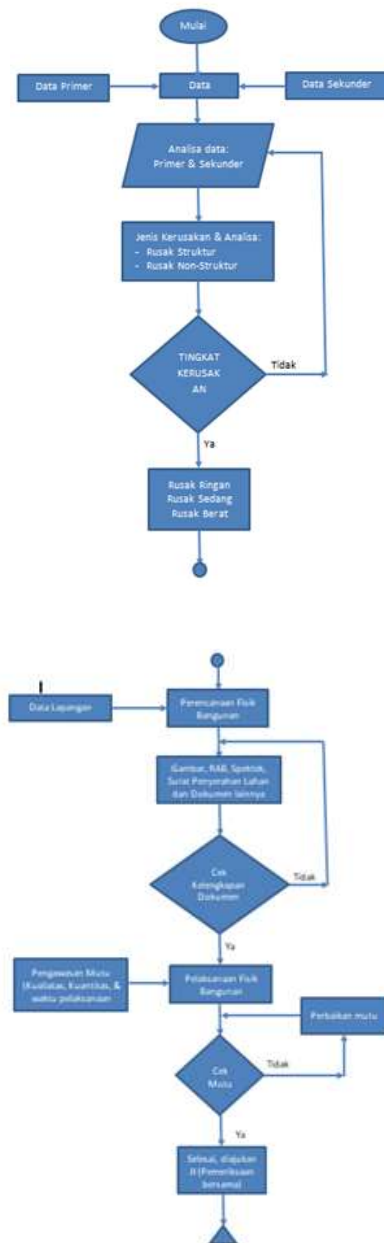 Mulai
Data Primer
Data
Data Sekunder
Analisa data:
Primer & Sekunder
Jenis Kerusakan & Analisa:
- Rusak Struktur
- Rusak Non-Struktur
TINGKAT
KERUSAK
AN
Tidak
Ya
Rusak Ringan
Rusak Sedang
Rusak Berat
Data Lapangan
Perencanaan Fisik
Bangunan
Gambar, RAB, Spektek,
Surat Penyerahan Lahan
dan Dokumen lainnya
Cek
Kelengkapan
Dokumen
Tidak
Ya
Pengawasan Mutu
(Kualiatas, Kuantitas, &
waktu pelaksanaan
Pelaksanaan Fisik
Bangunan
Perbaikan mutu
Cek
Mutu
Tidak
Ya
Selesai, diajukan
(Pemeriksaan
bersama)